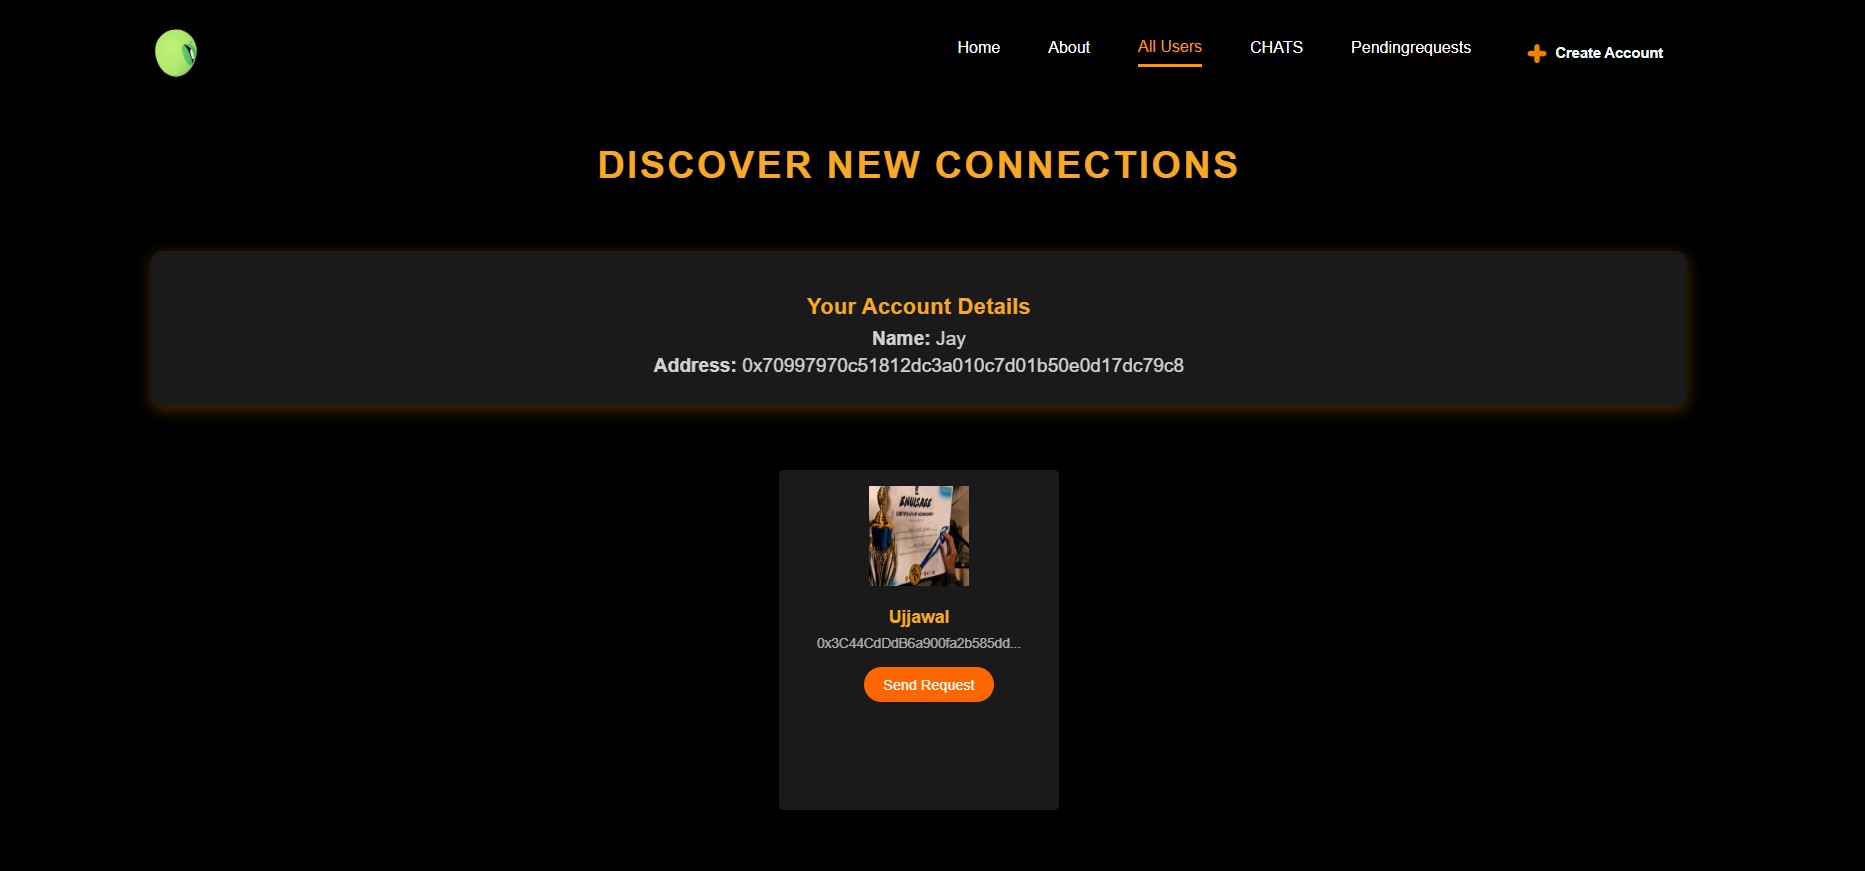 Home About All Users CHATS Pendingrequests Create Account
DISCOVER NEW CONNECTIONS
Your Account Details
Name: Jay
Address: 0x70997970c51812dc3a010c7d01b50e0d17dc79c8
ENVISAGE
Ujjawal
0x3C44CdDdB6a900fa2b585dd...
Send Request